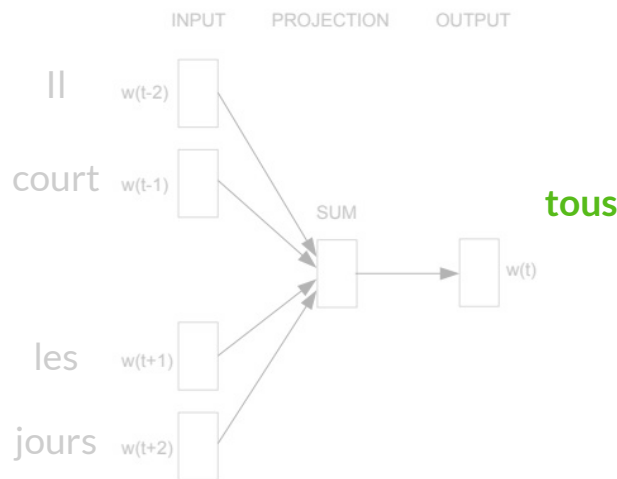 INPUT PROJECTION OUTPUT
Il w(t-2)
court w(t-1)
SUM
tous
w(t)
les w(t+1)
jours w(t+2)